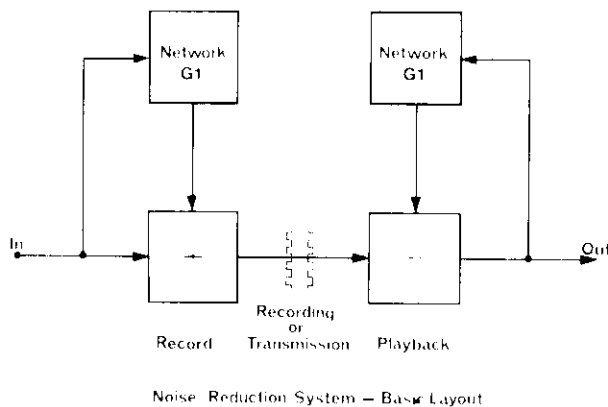 Network
G1
Network
G1
In
+
−
Out
Recording
or
Transmission
Record
Playback
Noise Reduction System – Basic Layout